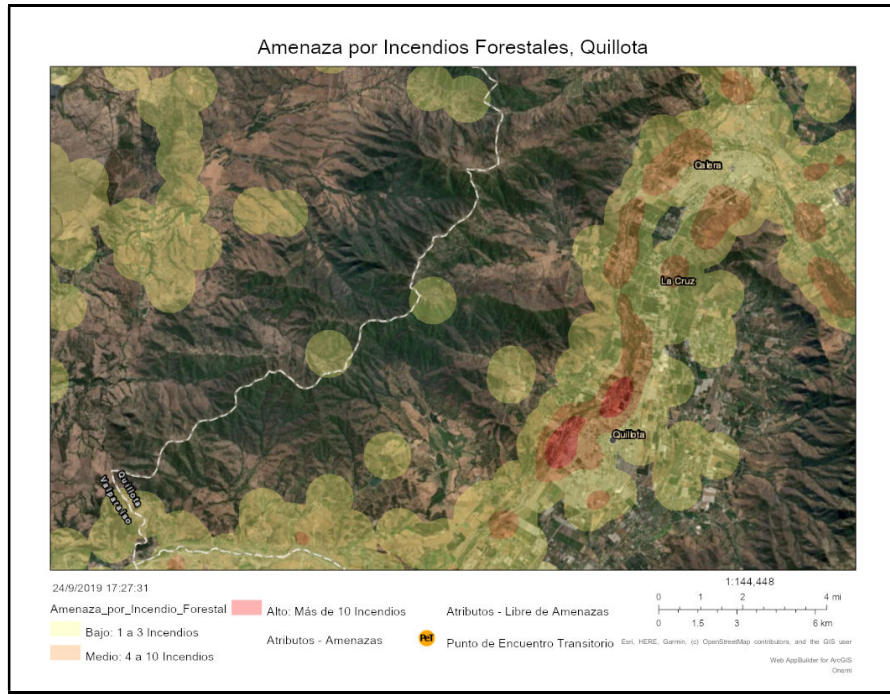 Amenaza por Incendios Forestales, Quillota
Calera
La Cruz
Quillota
Quillota
Valparaíso
24/9/2019 17:27:31
Amenaza_por_Incendio_Forestal
Bajo: 1 a 3 Incendios
Medio: 4 a 10 Incendios
Alto: Más de 10 Incendios
Atributos - Amenazas
Atributos - Libre de Amenazas
PeT
Punto de Encuentro Transitorio
1:144,448
0 1 2 4 mi
0 1.5 3 6 km
Esri, HERE, Garmin, (c) OpenStreetMap contributors, and the GIS user
Web AppBuilder for ArcGIS
Onemi